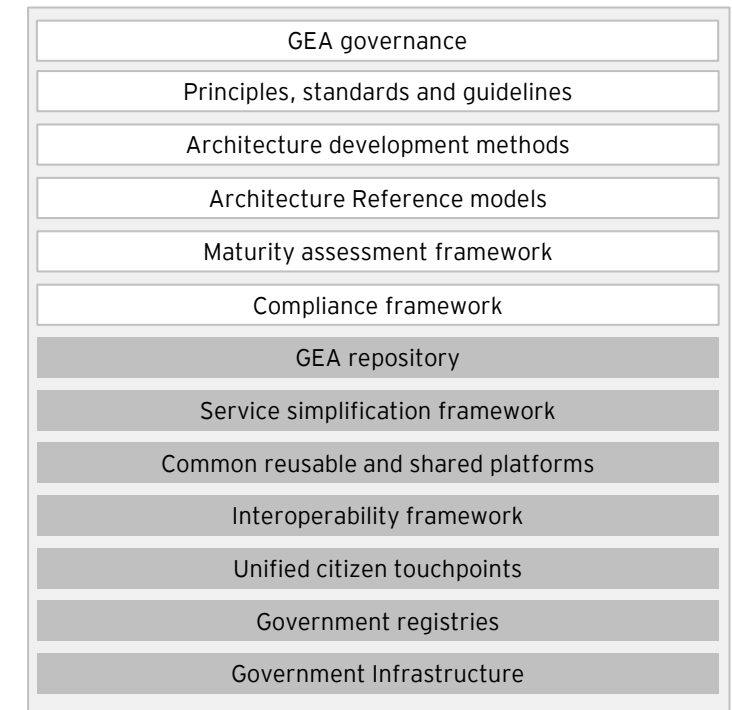 GEA governance
Principles, standards and guidelines
Architecture development methods
Architecture Reference models
Maturity assessment framework
Compliance framework
GEA repository
Service simplification framework
Common reusable and shared platforms
Interoperability framework
Unified citizen touchpoints
Government registries
Government Infrastructure